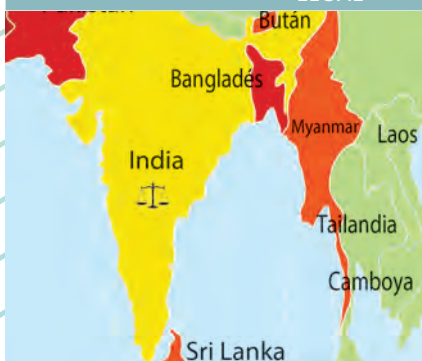 Bután
Bangladés
Myanmar
Laos
India
Tailandia
Camboya
Sri Lanka